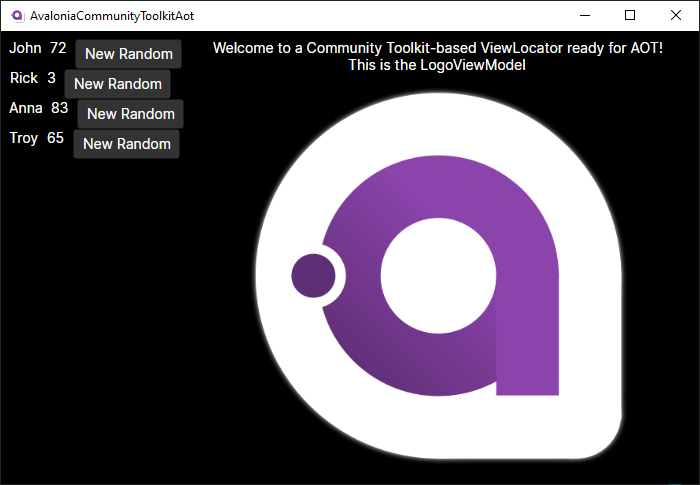 AvaloniaCommunityToolkitAot
John 72 New Random
Rick 3 New Random
Anna 83 New Random
Troy 65 New Random
Welcome to a Community Toolkit-based ViewLocator ready for AOT!
This is the LogoViewModel